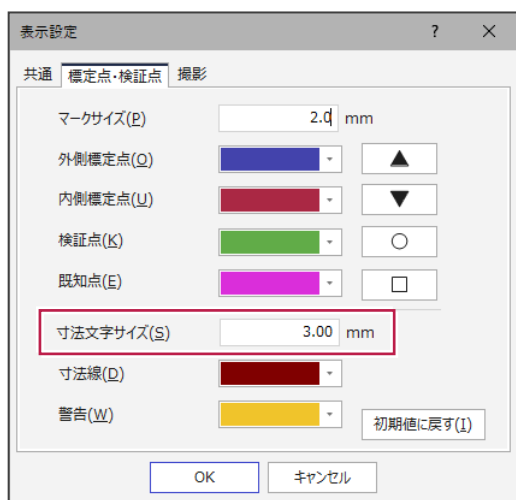 表示設定 ? ×
共通 標定点・検証点 撮影
マークサイズ(P) 2.0 mm
外側標定点(O) ▲
内側標定点(U) ▼
検証点(K) ○
既知点(E) □
寸法文字サイズ(S) 3.00 mm
寸法線(D)
警告(W) 初期値に戻す(I)
OK キャンセル